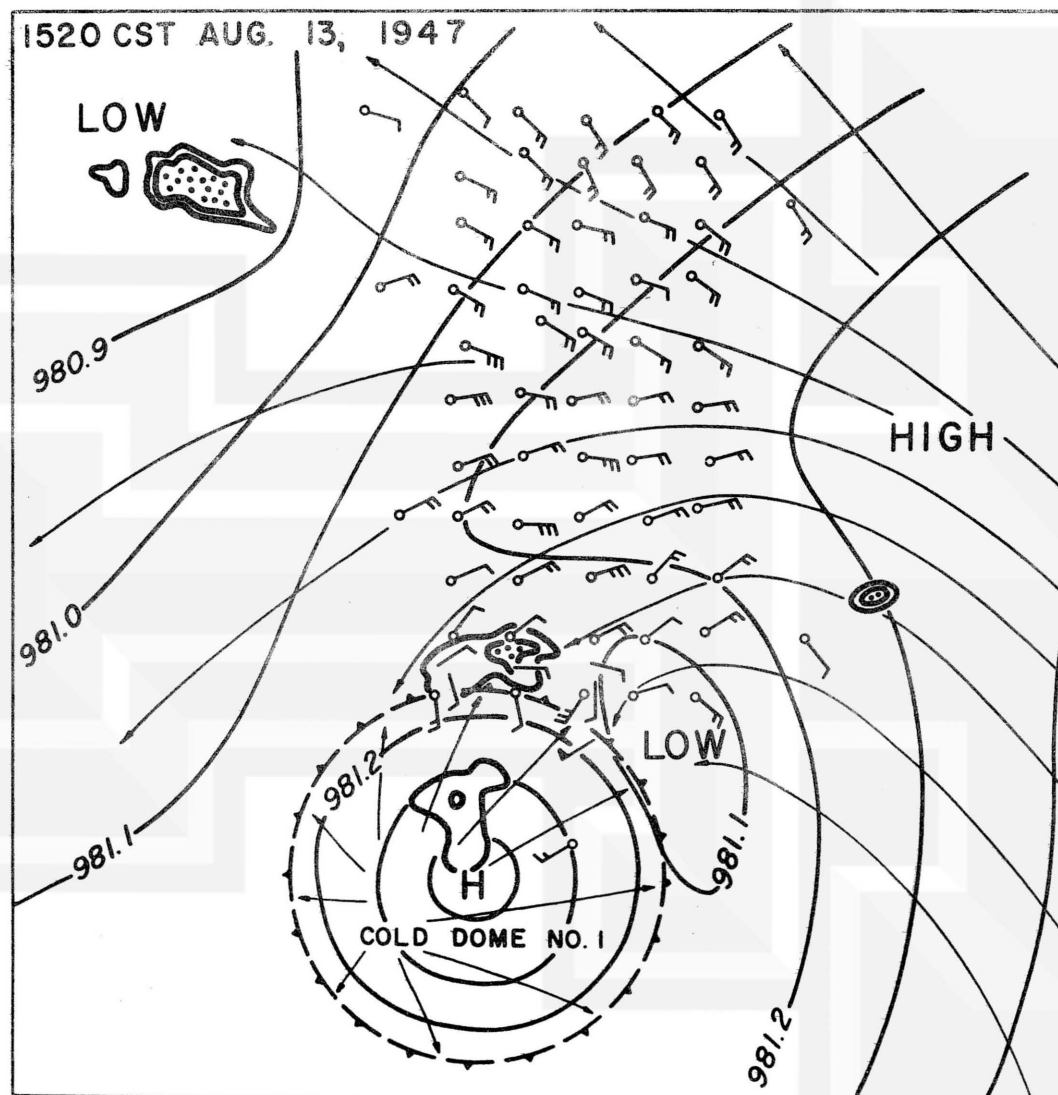 1520 CST AUG. 13, 1947
LOW
980.9
HIGH
981.0
LOW
981.2
981.1
981.1
H
COLD DOME NO. 1
981.2